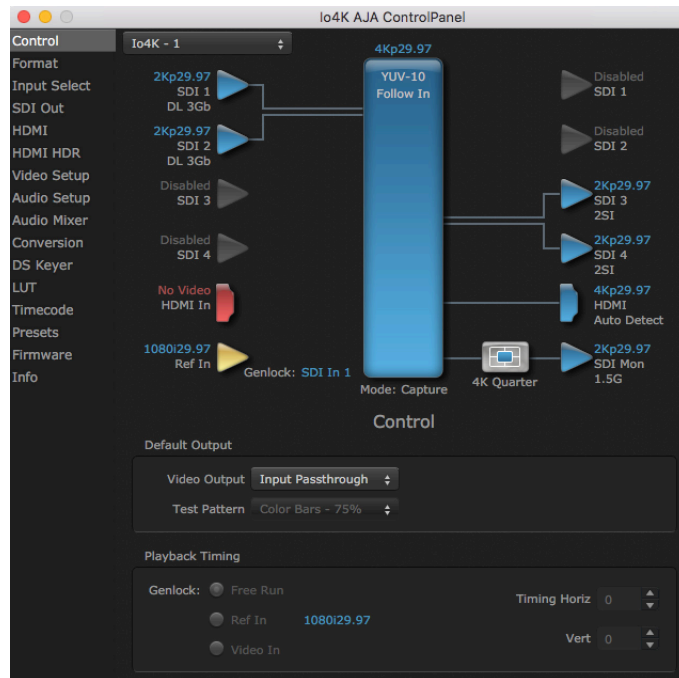 Io4K AJA ControlPanel
Control
Format
Input Select
SDI Out
HDMI
HDMI HDR
Video Setup
Audio Setup
Audio Mixer
Conversion
DS Keyer
LUT
Timecode
Presets
Firmware
Info
Io4K - 1
4Kp29.97
YUV-10
Follow In
2Kp29.97
SDI 1
DL 3Gb
2Kp29.97
SDI 2
DL 3Gb
Disabled
SDI 3
Disabled
SDI 4
No Video
HDMI In
1080i29.97
Ref In
Genlock: SDI In 1
Mode: Capture
4K Quarter
Disabled
SDI 1
Disabled
SDI 2
2Kp29.97
SDI 3
2SI
2Kp29.97
SDI 4
2SI
4Kp29.97
HDMI
Auto Detect
2Kp29.97
SDI Mon
1.5G
Control
Default Output
Video Output Input Passthrough
Test Pattern Color Bars - 75%
Playback Timing
Genlock: Free Run
Ref In 1080i29.97
Video In
Timing Horiz 0
Vert 0